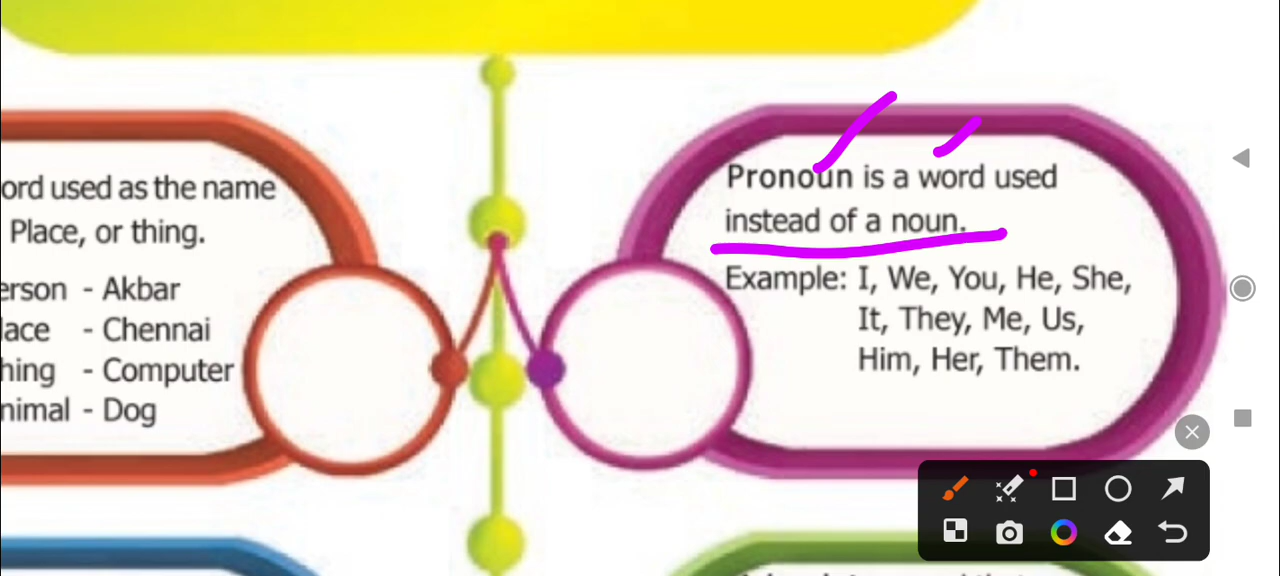 ord used as the name
Place, or thing.
erson - Akbar
lace - Chennai
hing - Computer
nimal - Dog
Pronoun is a word used
instead of a noun.
Example: I, We, You, He, She,
It, They, Me, Us,
Him, Her, Them.